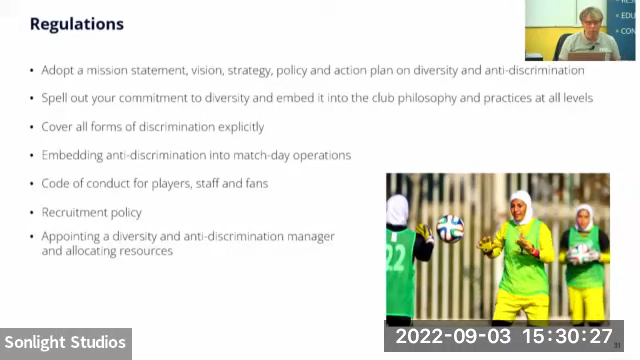 Regulations
• Adopt a mission statement, vision, strategy, policy and action plan on diversity and anti-discrimination
• Spell out your commitment to diversity and embed it into the club philosophy and practices at all levels
• Cover all forms of discrimination explicitly
• Embedding anti-discrimination into match-day operations
• Code of conduct for players, staff and fans
• Recruitment policy
• Appointing a diversity and anti-discrimination manager
and allocating resources
22
Sonlight Studios
2022-09-03 15:30:27
31